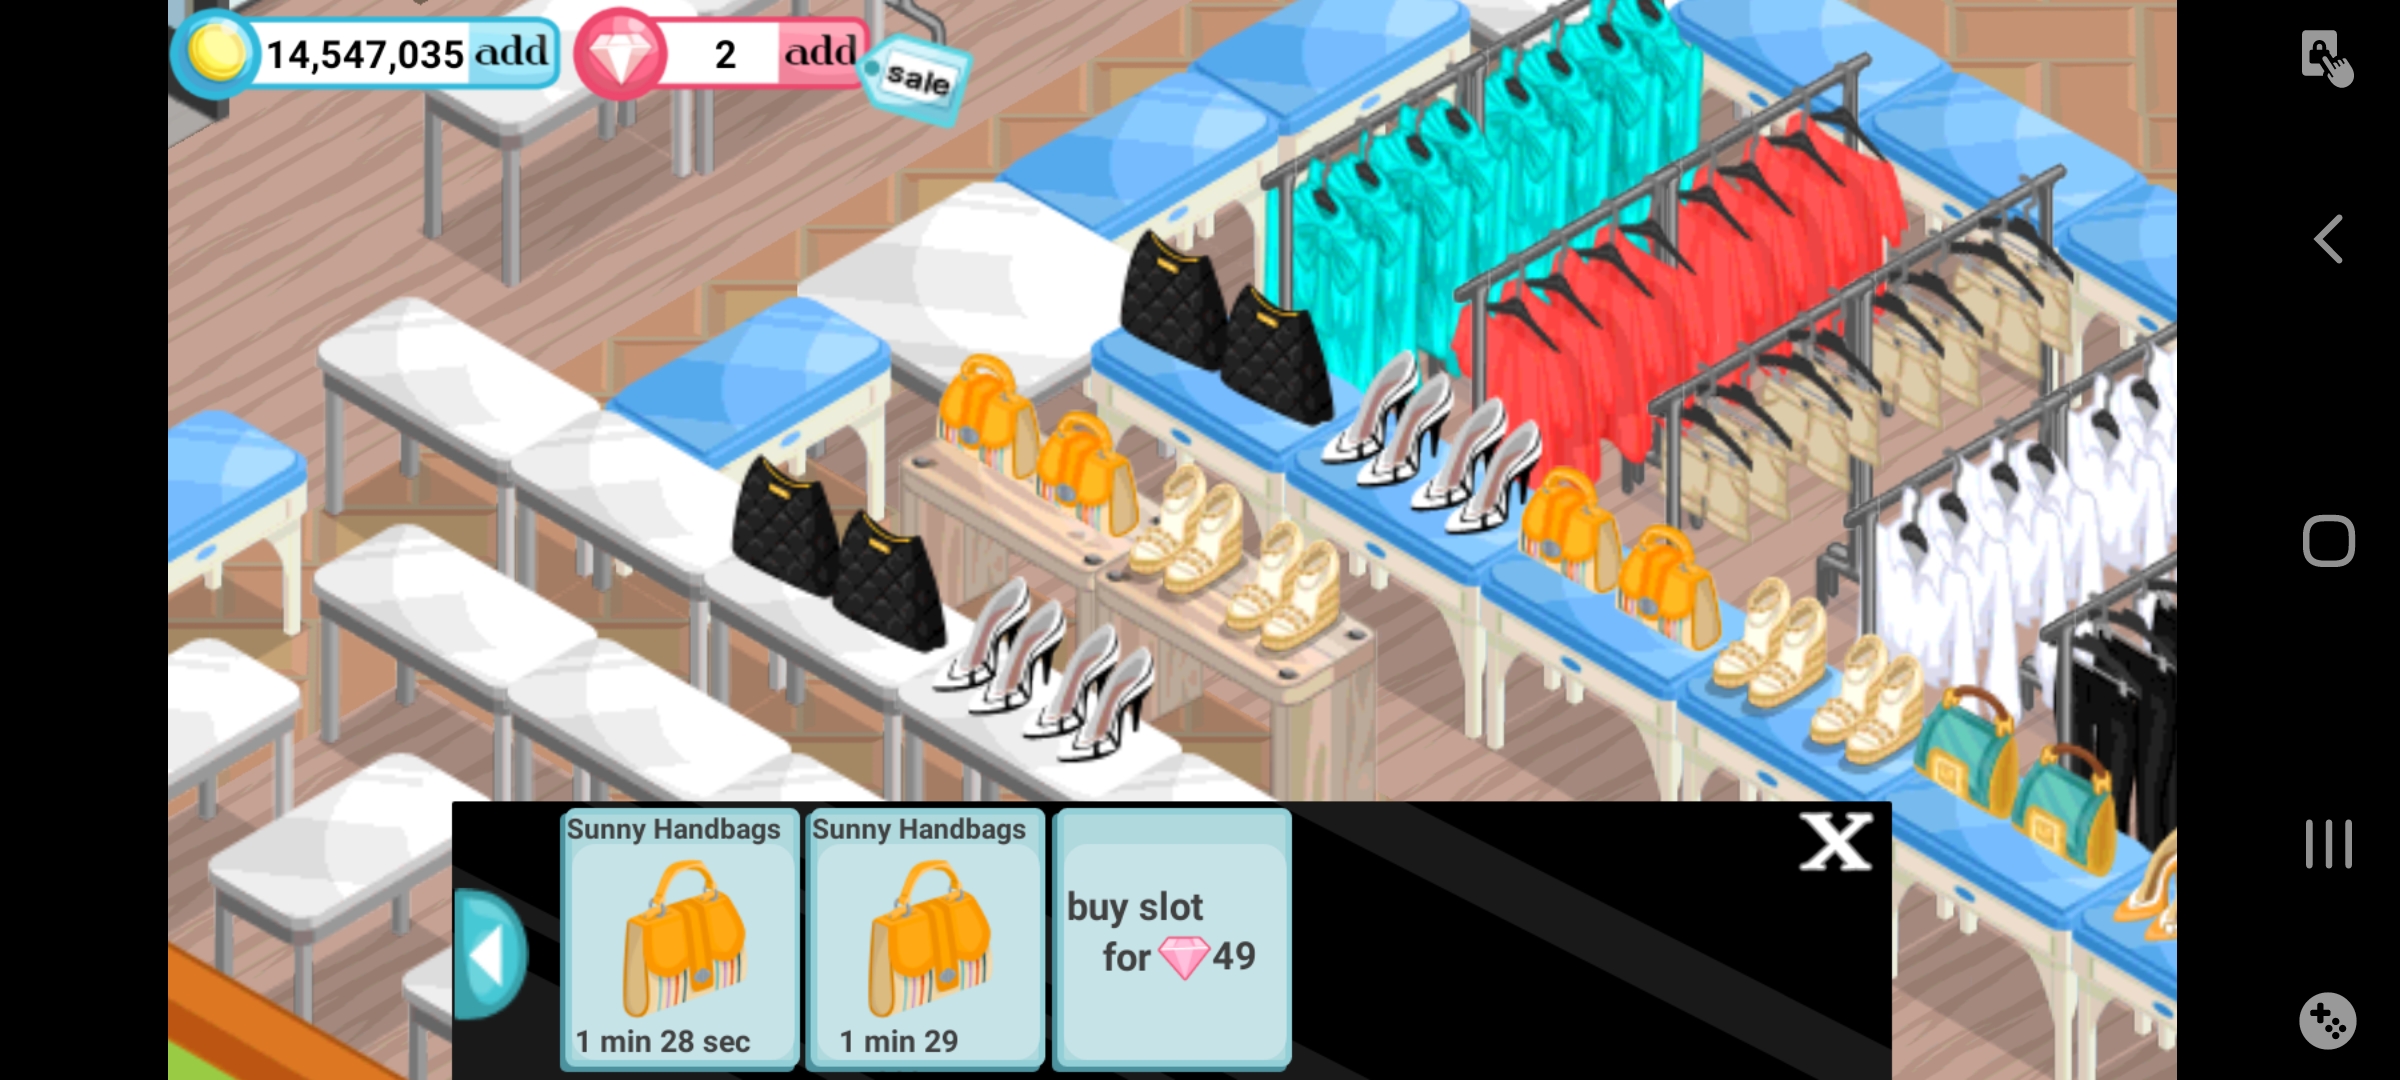 14,547,035 add
2 add
sale
Sunny Handbags
1 min 28 sec
Sunny Handbags
1 min 29
buy slot
for 49
X